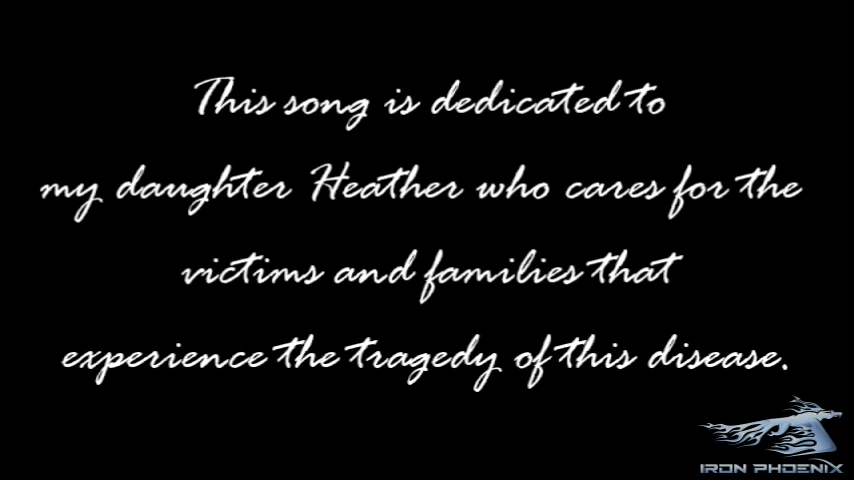 This song is dedicated to
my daughter Heather who cares for the
victims and families that
experience the tragedy of this disease.
IRON PHOENIX